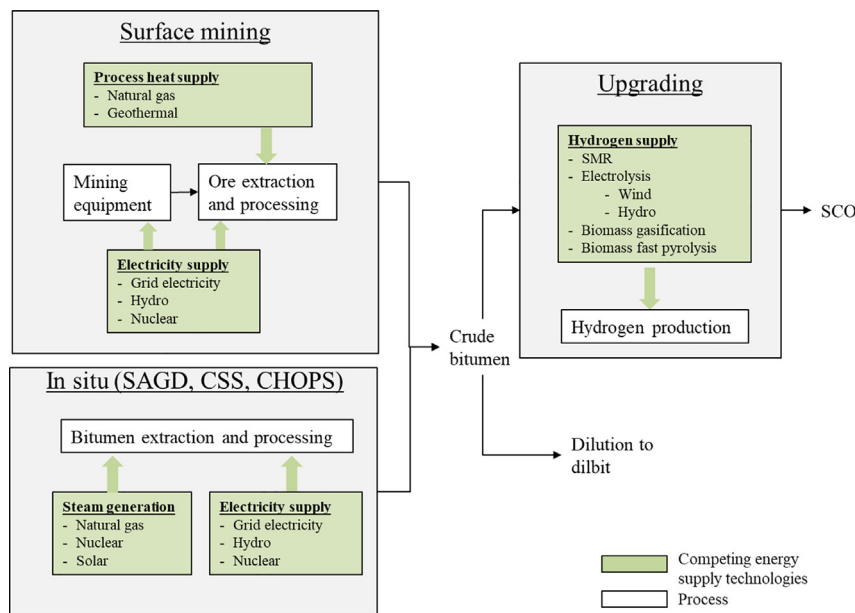 Surface mining
Process heat supply
- Natural gas
- Geothermal
Mining
equipment
Ore extraction
and processing
Electricity supply
- Grid electricity
- Hydro
- Nuclear
In situ (SAGD, CSS, CHOPS)
Bitumen extraction and processing
Steam generation
- Natural gas
- Nuclear
- Solar
Electricity supply
- Grid electricity
- Hydro
- Nuclear
Crude
bitumen
Upgrading
Hydrogen supply
- SMR
- Electrolysis
- Wind
- Hydro
- Biomass gasification
- Biomass fast pyrolysis
Hydrogen production
SCO
Dilution to
dilbit
Competing energy
supply technologies
Process